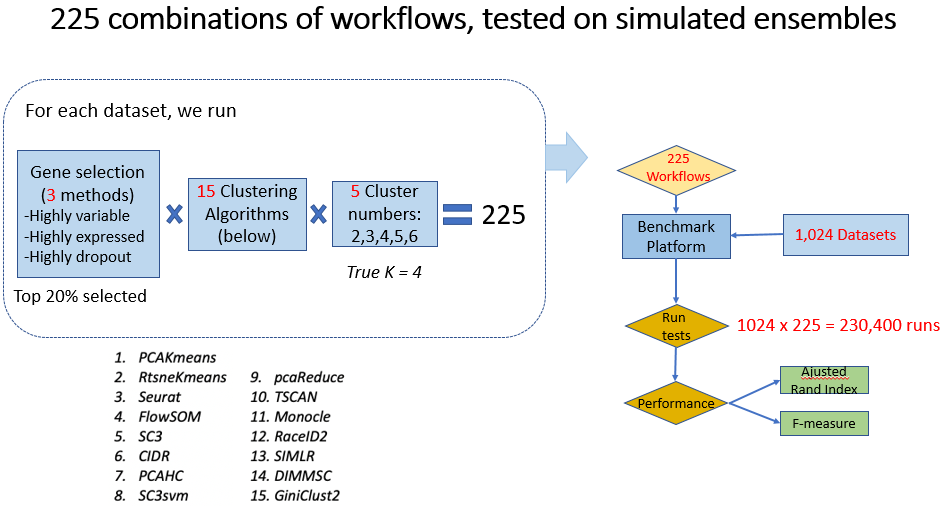 225 combinations of workflows, tested on simulated ensembles
For each dataset, we run
Gene selection
(3 methods)
-Highly variable
-Highly expressed
-Highly dropout
Top 20% selected
15 Clustering
Algorithms
(below)
5 Cluster
numbers:
2,3,4,5,6
True K = 4
225
1. PCAKmeans
2. RtsneKmeans
3. Seurat
4. FlowSOM
5. SC3
6. CIDR
7. PCAHC
8. SC3svm
9. pcaReduce
10. TSCAN
11. Monocle
12. RaceID2
13. SIMLR
14. DIMMSC
15. GiniClust2
225
Workflows
Benchmark
Platform
1,024 Datasets
Run
tests
1024 x 225 = 230,400 runs
Performance
Ajusted
Rand Index
F-measure